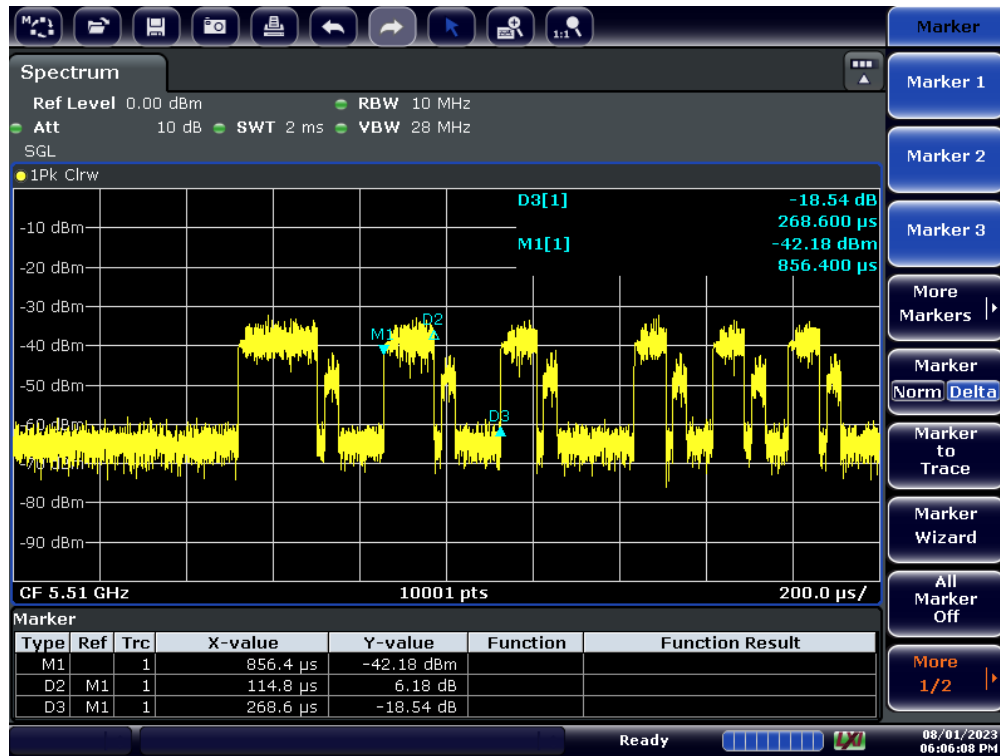 Marker
Spectrum
Ref Level 0.00 dBm RBW 10 MHz
Att 10 dB SWT 2 ms VBW 28 MHz
SGL
1Pk Clrw
D3[1] -18.54 dB
268.600 µs
M1[1] -42.18 dBm
856.400 µs
-10 dBm
-20 dBm
-30 dBm
-40 dBm
-50 dBm
-60 dBm
-70 dBm
-80 dBm
-90 dBm
M1
D2
D3
CF 5.51 GHz 10001 pts 200.0 µs/
Marker
Type Ref Trc X-value Y-value Function Function Result
M1 1 856.4 µs -42.18 dBm
D2 M1 1 114.8 µs 6.18 dB
D3 M1 1 268.6 µs -18.54 dB
Marker 1
Marker 2
Marker 3
More
Markers
Marker
Norm Delta
Marker
to
Trace
Marker
Wizard
All
Marker
Off
More
1/2
1:1
Ready LXI 08/01/2023
06:06:08 PM